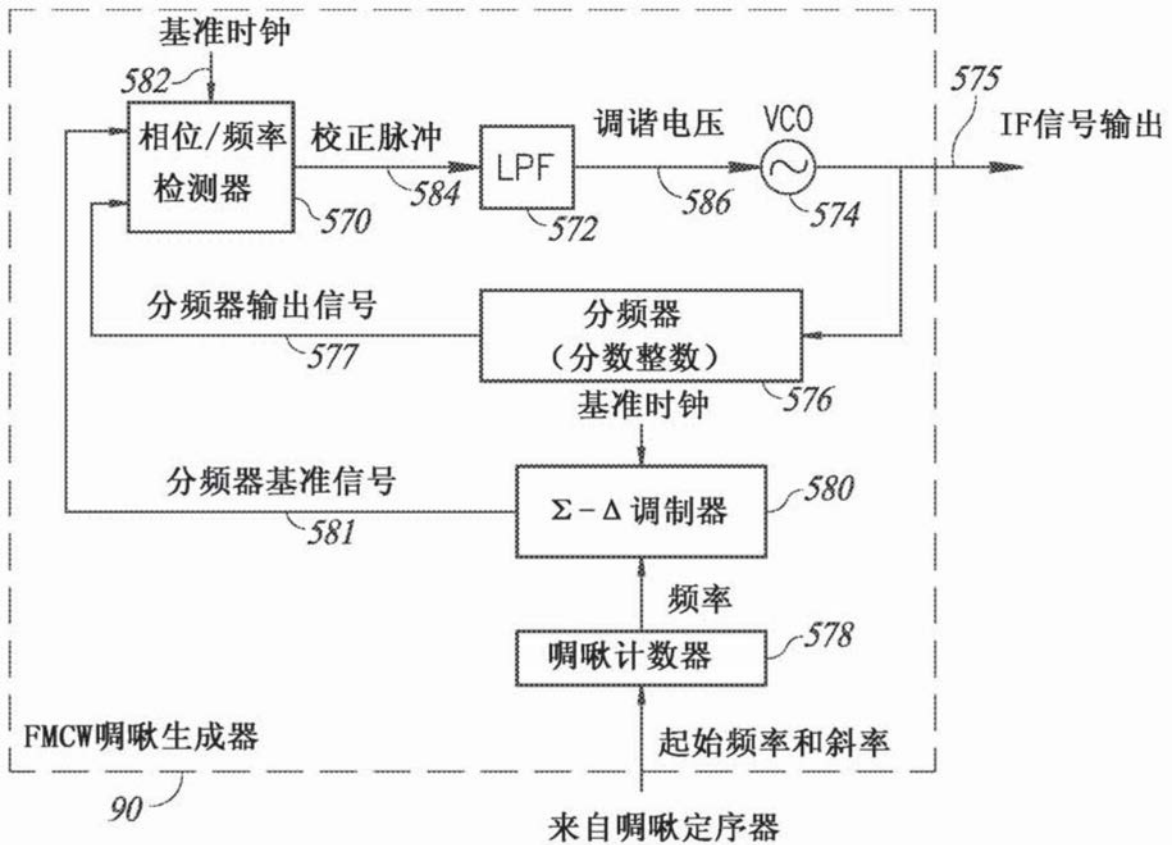 基准时钟
582
相位/频率
检测器
570
校正脉冲
584
LPF
572
调谐电压
586
VCO
574
575
IF信号输出
分频器输出信号
577
分频器
(分数整数)
576
基准时钟
分频器基准信号
581
Σ-Δ调制器
580
频率
啁啾计数器
578
FMCW啁啾生成器
90
起始频率和斜率
来自啁啾定序器